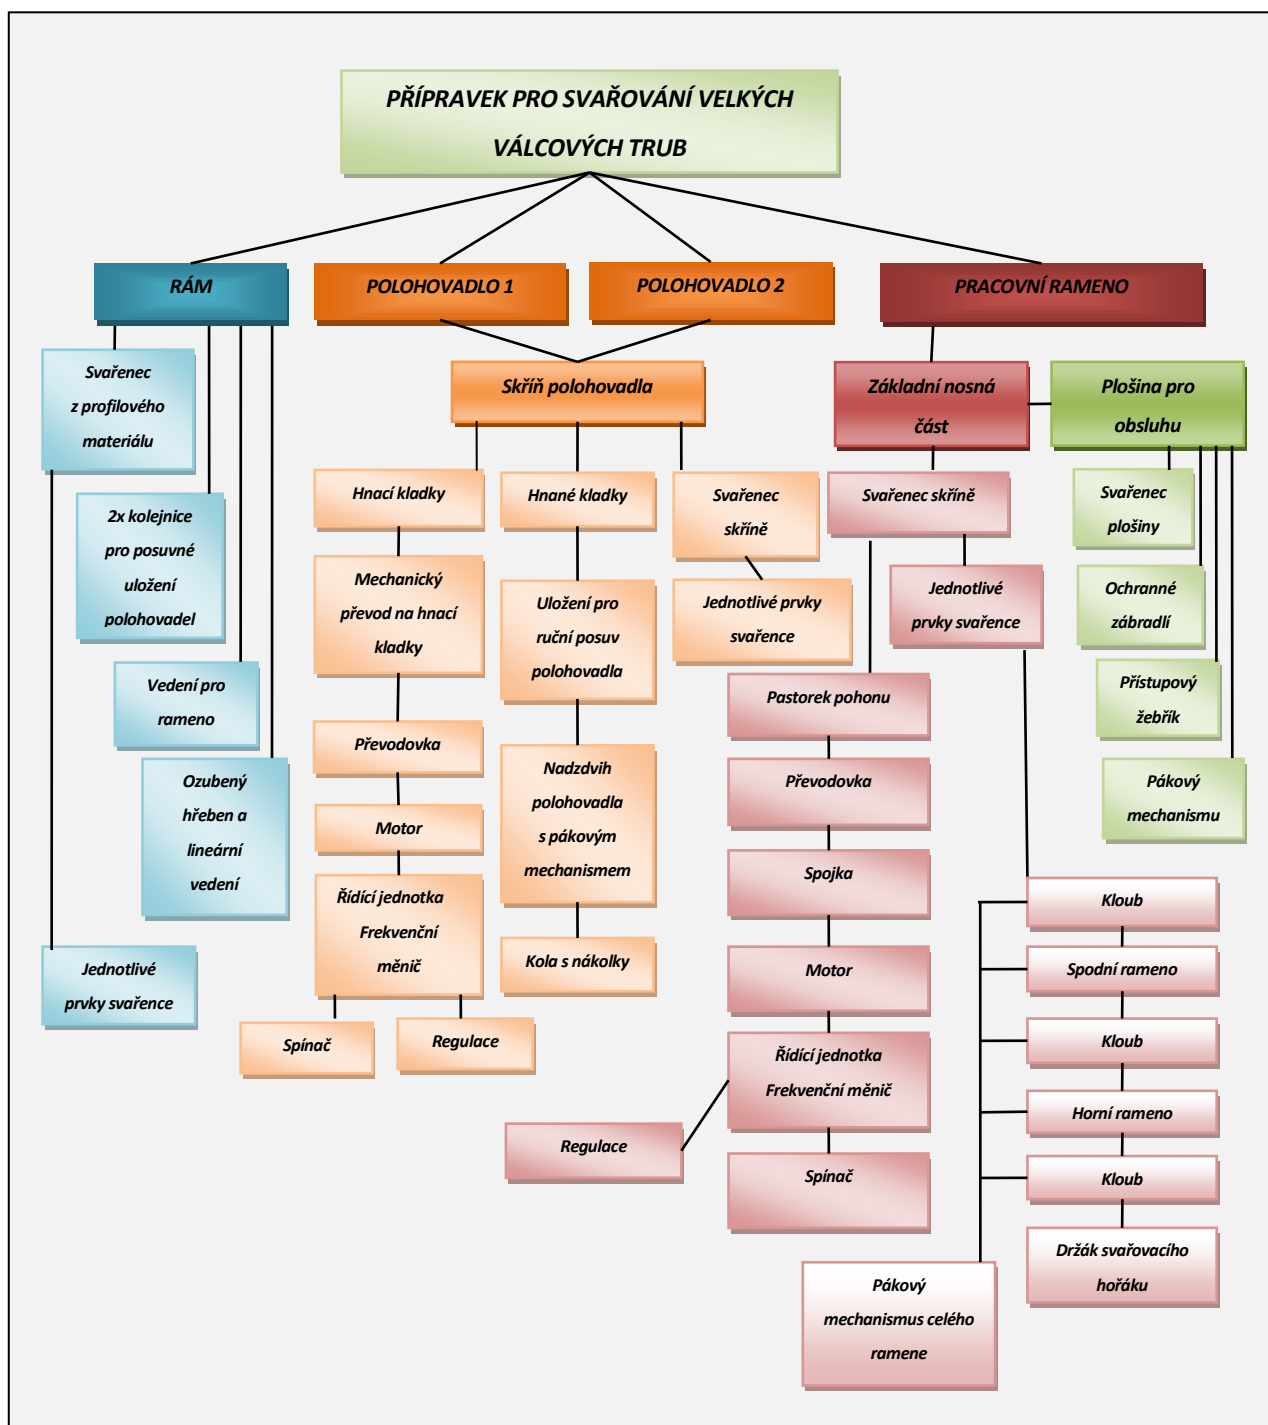 PŘÍPRAVEK PRO SVAŘOVÁNÍ VELKÝCH
VÁLCOVÝCH TRUB
RÁM
POLOHOVADLO 1
POLOHOVADLO 2
PRACOVNÍ RAMENO
Svařenec
z profilového
materiálu
2x kolejnice
pro posuvné
uložení
polohovadel
Vedení pro
rameno
Ozubený
hřeben a
lineární
vedení
Jednotlivé
prvky svařence
Skříň polohovadla
Hnací kladky
Mechanický
převod na hnací
kladky
Převodovka
Motor
Řídící jednotka
Frekvenční
měnič
Spínač
Regulace
Hnané kladky
Uložení pro
ruční posuv
polohovadla
Nadzdvih
polohovadla
s pákovým
mechanismem
Kola s nákolky
Svařenec
skříně
Jednotlivé prvky
svařence
Základní nosná
část
Svařenec skříně
Pastorek pohonu
Převodovka
Spojka
Motor
Řídící jednotka
Frekvenční měnič
Regulace
Spínač
Jednotlivé
prvky svařence
Kloub
Spodní rameno
Kloub
Horní rameno
Kloub
Držák svařovacího
hořáku
Pákový
mechanismus celého
ramene
Plošina pro
obsluhu
Svařenec
plošiny
Ochranné
zábradlí
Přístupový
žebřík
Pákový
mechanismu